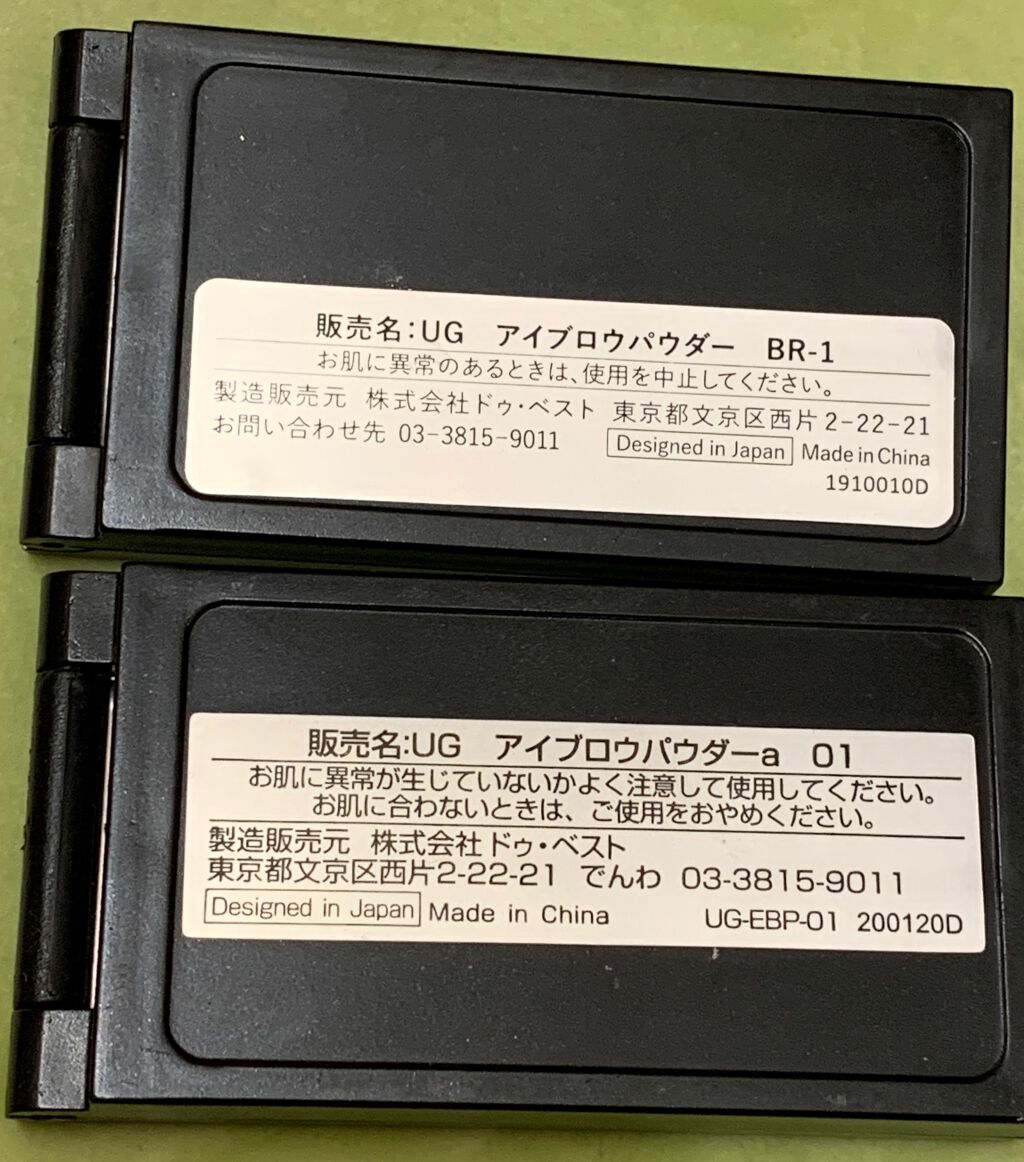 販売名:UG アイブロウパウダー BR-1
お肌に異常のあるときは、使用を中止してください。
製造販売元 株式会社ドゥ・ベスト 東京都文京区西片2-22-21
お問い合わせ先 03-3815-9011 Designed in Japan Made in China
1910010D
販売名:UG アイブロウパウダーa 01
お肌に異常が生じていないかよく注意して使用してください。
お肌に合わないときは、ご使用をおやめください。
製造販売元 株式会社ドゥ・ベスト
東京都文京区西片2-22-21 でんわ 03-3815-9011
Designed in Japan Made in China UG-EBP-01 200120D